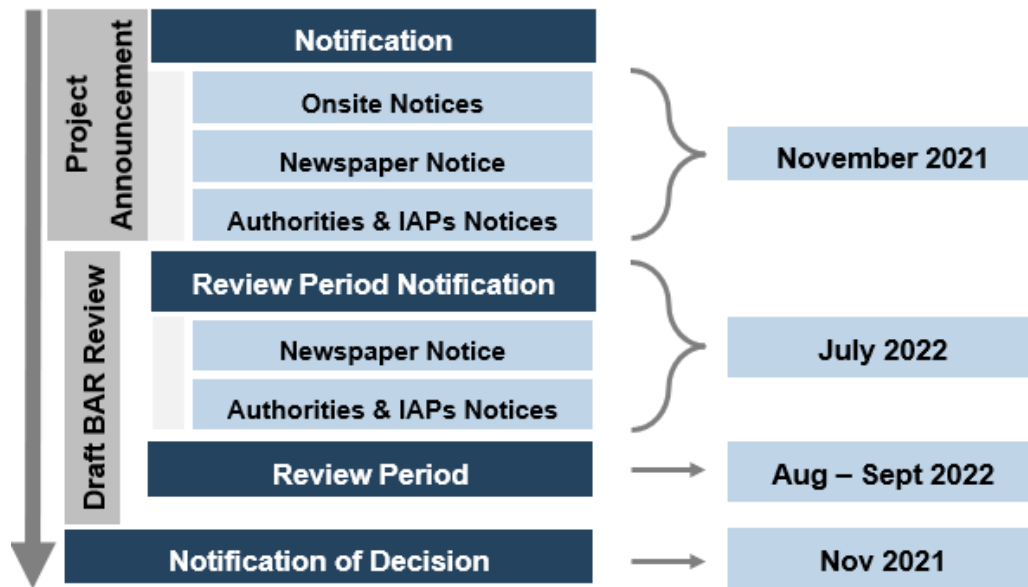 Project
Announcement
Notification
Onsite Notices
Newspaper Notice
Authorities & IAPs Notices
November 2021
Draft BAR Review
Review Period Notification
Newspaper Notice
Authorities & IAPs Notices
July 2022
Review Period
Aug – Sept 2022
Notification of Decision
Nov 2021